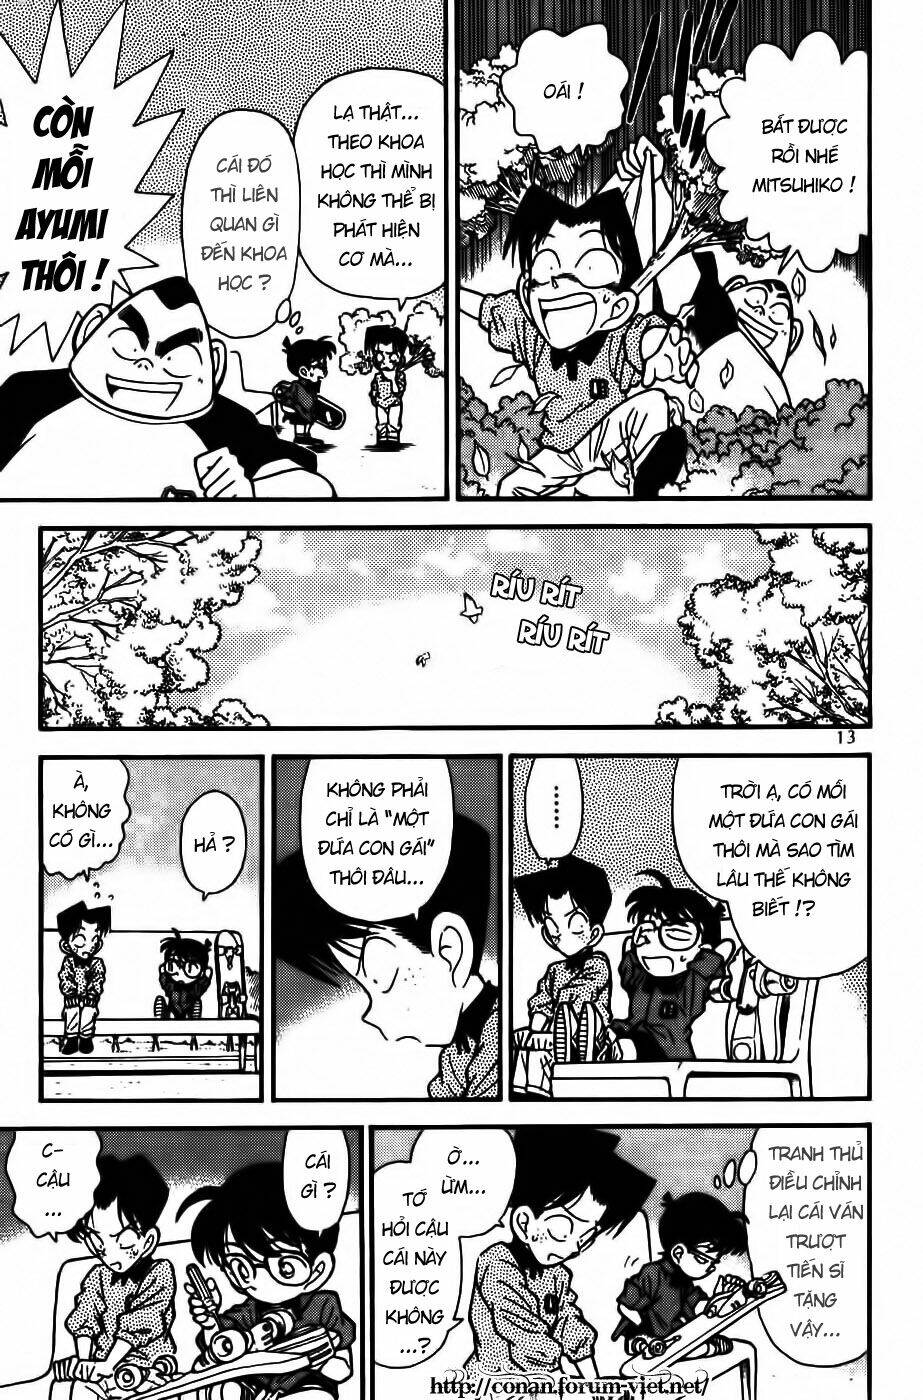 BẮT ĐƯỢC
RỒI NHÉ
MITSUHIKO !
OÁI !
LẠ THẬT...
THEO KHOA
HỌC THÌ MÌNH
KHÔNG THỂ BỊ
PHÁT HIỆN
CƠ MÀ...
CÁI ĐÓ
THÌ LIÊN
QUAN GÌ
ĐẾN KHOA
HỌC ?
CÒN
MỖI
AYUMI
THÔI !
RÍU RÍT
RÍU RÍT
13
TRỜI Ạ, CÓ MỖI
MỘT ĐỨA CON GÁI
THÔI MÀ SAO TÌM
LÂU THẾ KHÔNG
BIẾT !?
......
KHÔNG PHẢI
CHỈ LÀ "MỘT
ĐỨA CON GÁI"
THÔI ĐÂU...
HẢ ?
À,
KHÔNG
CÓ GÌ...
TRANH THỦ
ĐIỀU CHỈNH
LẠI CÁI VÁN
TRƯỢT
TIẾN SĨ
TẶNG
VẬY...
Ờ...
ỪM...
TỚ
HỎI CẬU
CÁI NÀY
ĐƯỢC
KHÔNG
...?
CÁI
GÌ ?
C-
CẬU
...
http://conan.forum-viet.net/